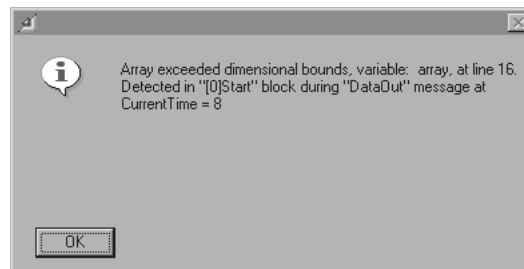 Array exceeded dimensional bounds, variable:  array, at line 16.
Detected in "[0]Start" block during "DataOut" message at
CurrentTime = 8
OK